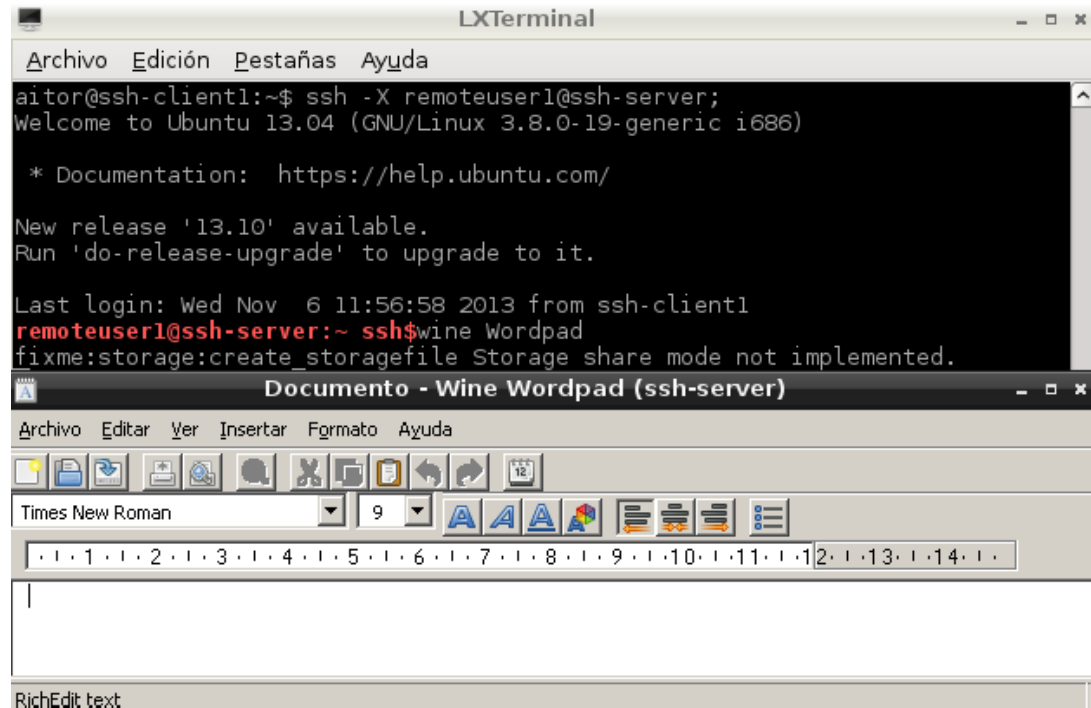 LXTerminal
Archivo Edición Pestañas Ayuda
aitor@ssh-client1:~$ ssh -X remoteuser1@ssh-server;
Welcome to Ubuntu 13.04 (GNU/Linux 3.8.0-19-generic i686)
* Documentation: https://help.ubuntu.com/
New release '13.10' available.
Run 'do-release-upgrade' to upgrade to it.
Last login: Wed Nov 6 11:56:58 2013 from ssh-client1
remoteuser1@ssh-server:~ ssh$wine Wordpad
fixme:storage:create_storagefile Storage share mode not implemented.
Documento - Wine Wordpad (ssh-server)
Archivo Editar Ver Insertar Formato Ayuda
12
Times New Roman 9 A A A
1 2 3 4 5 6 7 8 9 10 11 12 13 14
RichEdit text